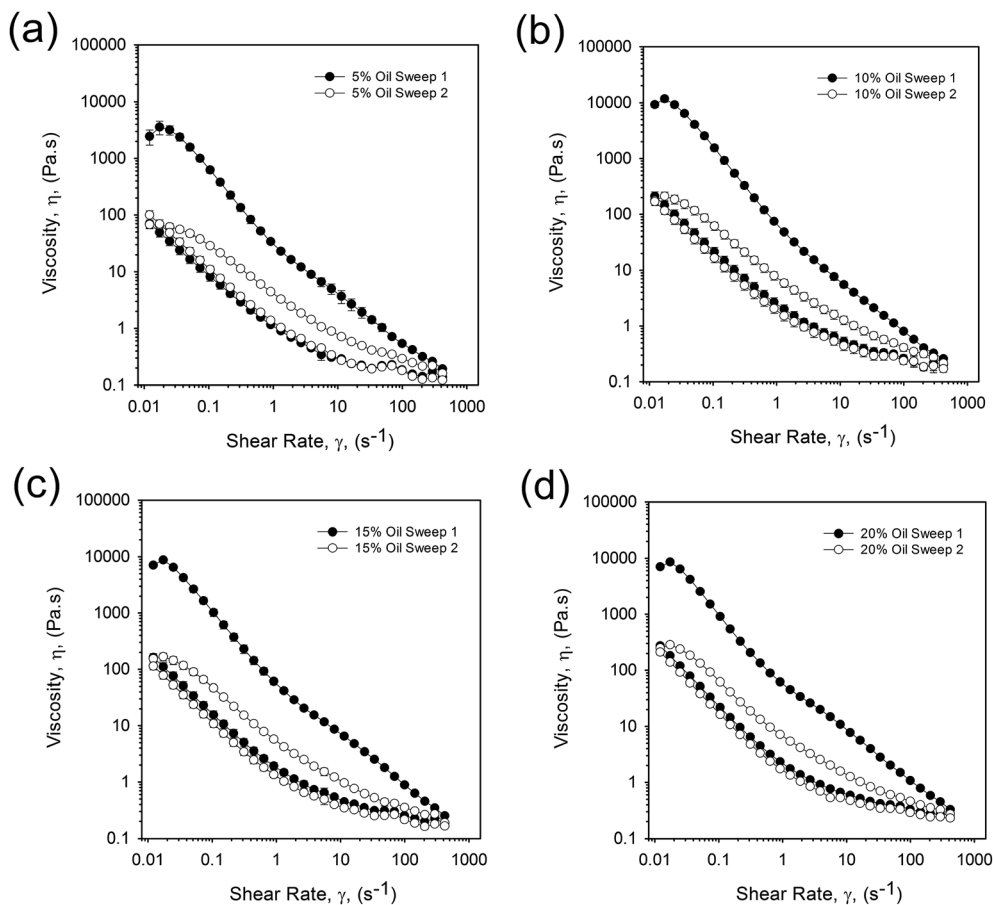 (a)
100000
10000
1000
100
10
1
0.1
Viscosity, η, (Pa.s)
5% Oil Sweep 1
5% Oil Sweep 2
0.01 0.1 1 10 100 1000
Shear Rate, γ, (s-1)
(b)
100000
10000
1000
100
10
1
0.1
Viscosity, η, (Pa.s)
10% Oil Sweep 1
10% Oil Sweep 2
0.01 0.1 1 10 100 1000
Shear Rate, γ, (s-1)
(c)
100000
10000
1000
100
10
1
0.1
Viscosity, η, (Pa.s)
15% Oil Sweep 1
15% Oil Sweep 2
0.01 0.1 1 10 100 1000
Shear Rate, γ, (s-1)
(d)
100000
10000
1000
100
10
1
0.1
Viscosity, η, (Pa.s)
20% Oil Sweep 1
20% Oil Sweep 2
0.01 0.1 1 10 100 1000
Shear Rate, γ, (s-1)